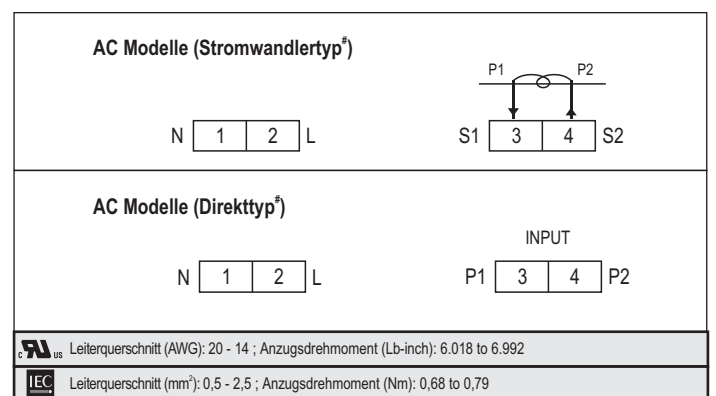 AC Modelle (Stromwandlertyp#)
P1 P2
N 1 2 L S1 3 4 S2
AC Modelle (Direkttyp#)
INPUT
N 1 2 L P1 3 4 P2
c RU us Leiterquerschnitt (AWG): 20 - 14 ; Anzugsdrehmoment (Lb-inch): 6.018 to 6.992
IEC Leiterquerschnitt (mm²): 0,5 - 2,5 ; Anzugsdrehmoment (Nm): 0,68 to 0,79